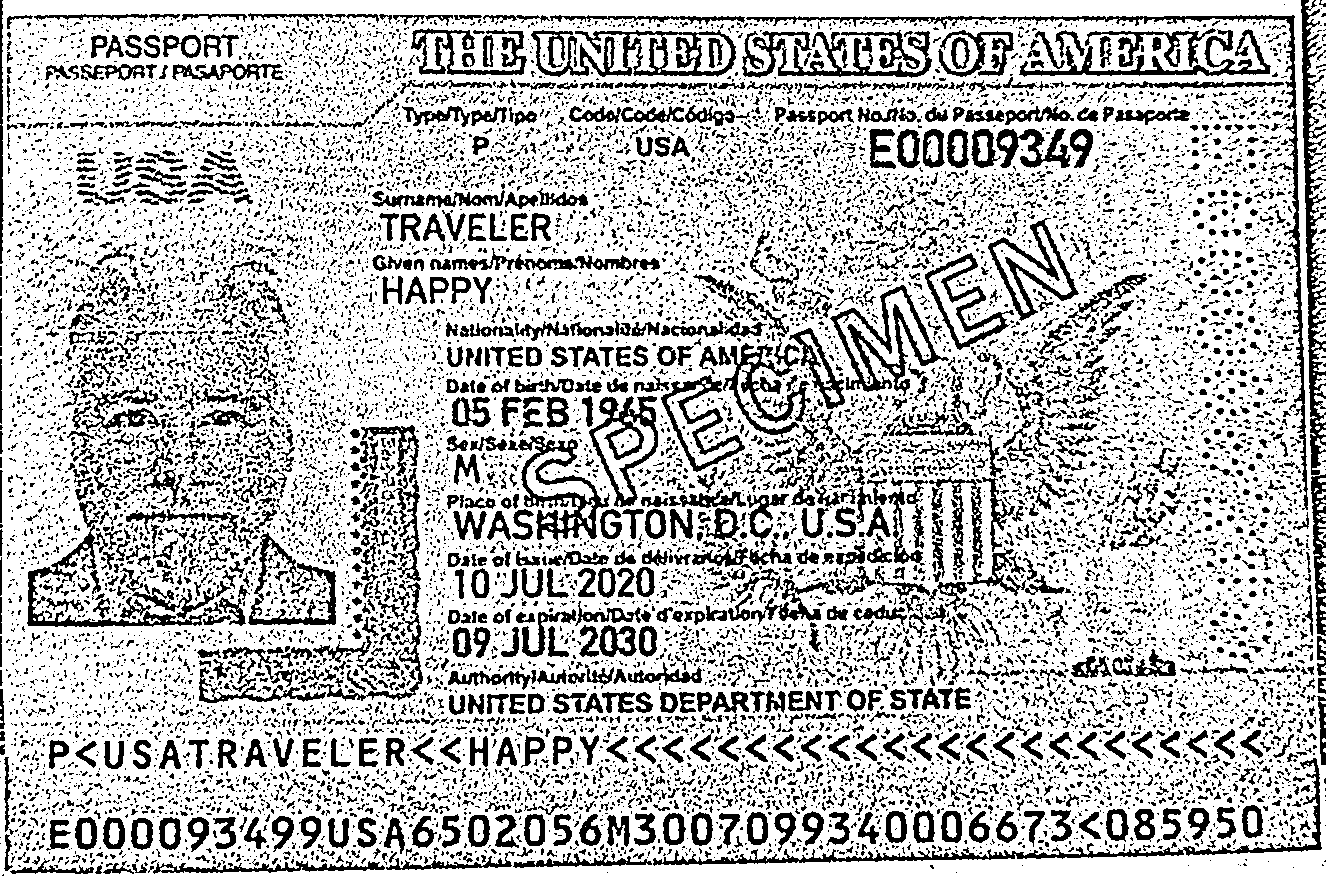 PASSPORT
PASSEPORT / PASAPORTE
THE UNITED STATES OF AMERICA
Type/Type/Tipo Code/Code/Código Passport No./No. du Passeport/No. de Pasaporte
P USA E00009349
USA
Surname/Nom/Apellidos
TRAVELER
Given names/Prénoms/Nombres
HAPPY
Nationality/Nationalité/Nacionalidad
UNITED STATES OF AMERICA
Date of birth/Date de naissance/Fecha de nacimiento
05 FEB 1965
Sex/Sexe/Sexo
M
SPECIMEN
Place of birth/Lieu de naissance/Lugar de nacimiento
WASHINGTON, D.C., U.S.A
Date of issue/Date de délivrance/Fecha de expedición
10 JUL 2020
Date of expiration/Date d'expiration/Fecha de caduc
09 JUL 2030
Authority/Autorité/Autoridad
UNITED STATES DEPARTMENT OF STATE
P<USATRAVELER<<HAPPY<<<<<<<<<<<<<<<<<<<<<<<<
E000093499USA6502056M3007099340006673<085950